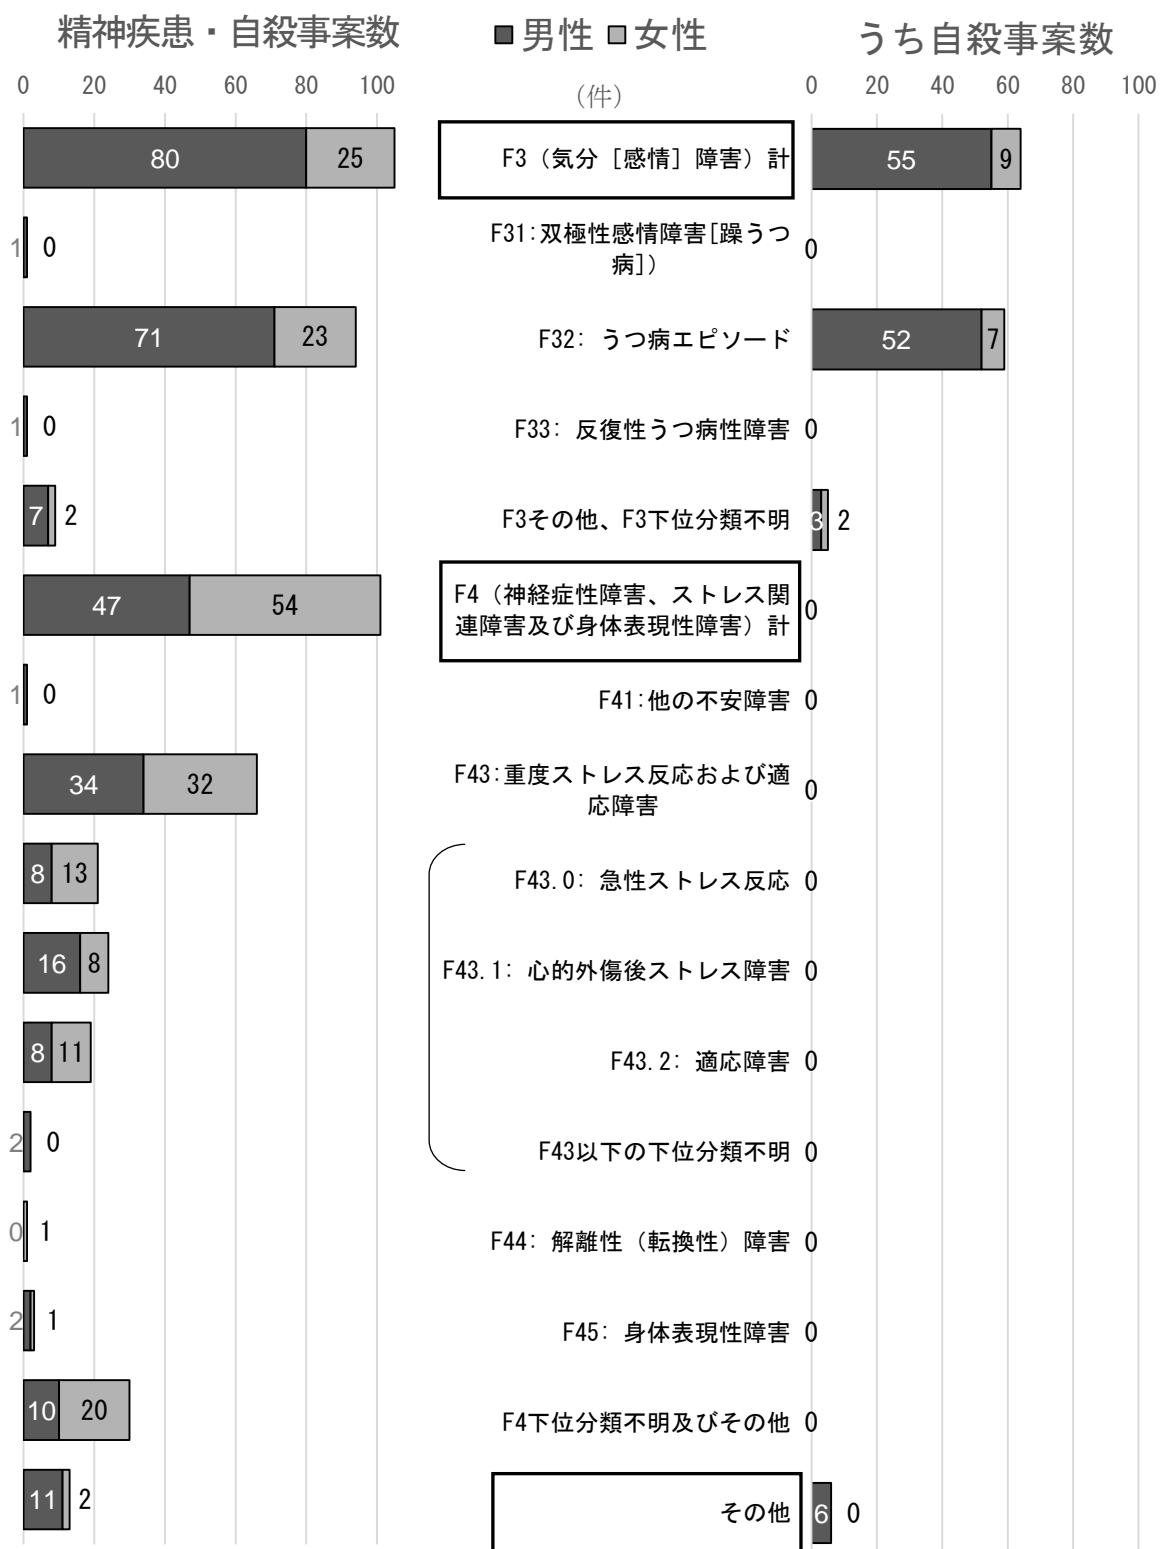 精神疾患・自殺事案数
■男性 ■女性
うち自殺事案数
0 20 40 60 80 100
（件）
0 20 40 60 80 100
80 25
F3（気分［感情］障害）計
55 9
1 0
F31:双極性感情障害[躁うつ
病]）
0
71 23
F32: うつ病エピソード
52 7
1 0
F33: 反復性うつ病性障害
0
7 2
F3その他、F3下位分類不明
3 2
47 54
F4（神経症性障害、ストレス関
連障害及び身体表現性障害）計
0
1 0
F41:他の不安障害
0
34 32
F43:重度ストレス反応および適
応障害
0
8 13
F43.0: 急性ストレス反応
0
16 8
F43.1: 心的外傷後ストレス障害
0
8 11
F43.2: 適応障害
0
2 0
F43以下の下位分類不明
0
0 1
F44: 解離性（転換性）障害
0
2 1
F45: 身体表現性障害
0
10 20
F4下位分類不明及びその他
0
11 2
その他
6 0